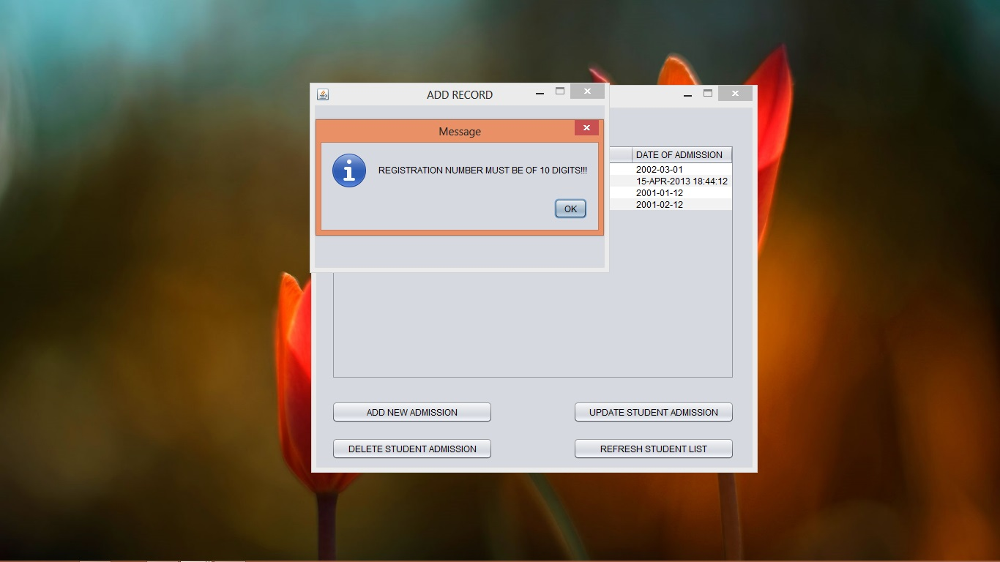 ADD RECORD
Message
REGISTRATION NUMBER MUST BE OF 10 DIGITS!!!
OK
DATE OF ADMISSION
2002-03-01
15-APR-2013 18:44:12
2001-01-12
2001-02-12
ADD NEW ADMISSION
UPDATE STUDENT ADMISSION
DELETE STUDENT ADMISSION
REFRESH STUDENT LIST